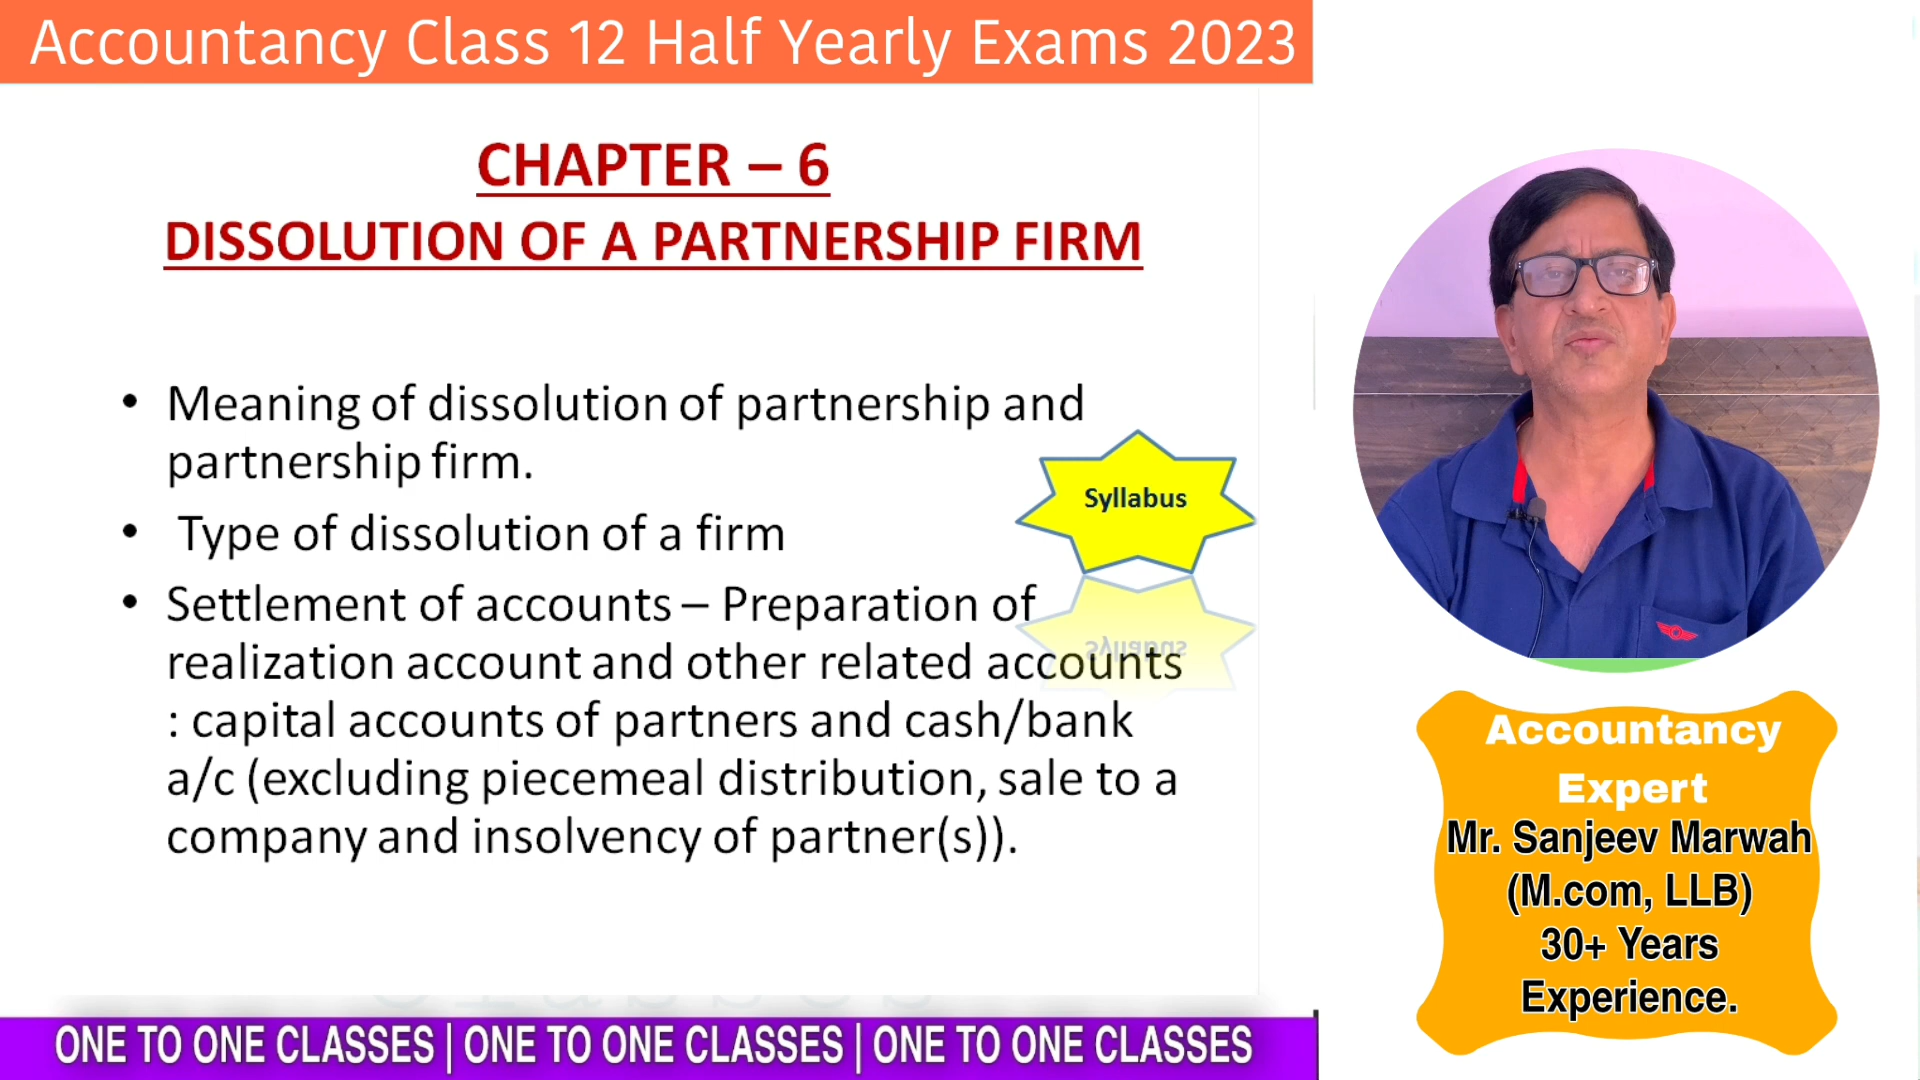 Accountancy Class 12 Half Yearly Exams 2023
CHAPTER – 6
DISSOLUTION OF A PARTNERSHIP FIRM
• Meaning of dissolution of partnership and
partnership firm.
• Type of dissolution of a firm
• Settlement of accounts – Preparation of
realization account and other related accounts
: capital accounts of partners and cash/bank
a/c (excluding piecemeal distribution, sale to a
company and insolvency of partner(s)).
Syllabus
Accountancy
Expert
Mr. Sanjeev Marwah
(M.com, LLB)
30+ Years
Experience.
ONE TO ONE CLASSES | ONE TO ONE CLASSES | ONE TO ONE CLASSES